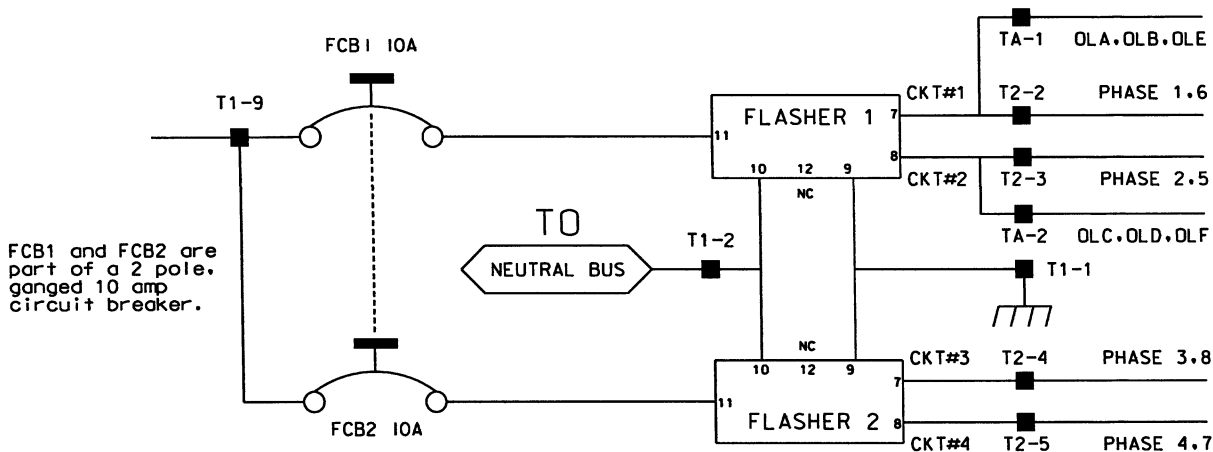 FCB1 10A
T1-9
TA-1 OLA.OLB.OLE
CKT#1 T2-2 PHASE 1.6
FLASHER 1
7
11
8
10 12 9
NC
CKT#2 T2-3 PHASE 2.5
TA-2 OLC.OLD.OLF
FCB1 and FCB2 are
part of a 2 pole.
ganged 10 amp
circuit breaker.
TO
NEUTRAL BUS
T1-2
T1-1
NC
10 12 9
CKT#3 T2-4 PHASE 3.8
7
11
FLASHER 2
8
CKT#4 T2-5 PHASE 4.7
FCB2 10A